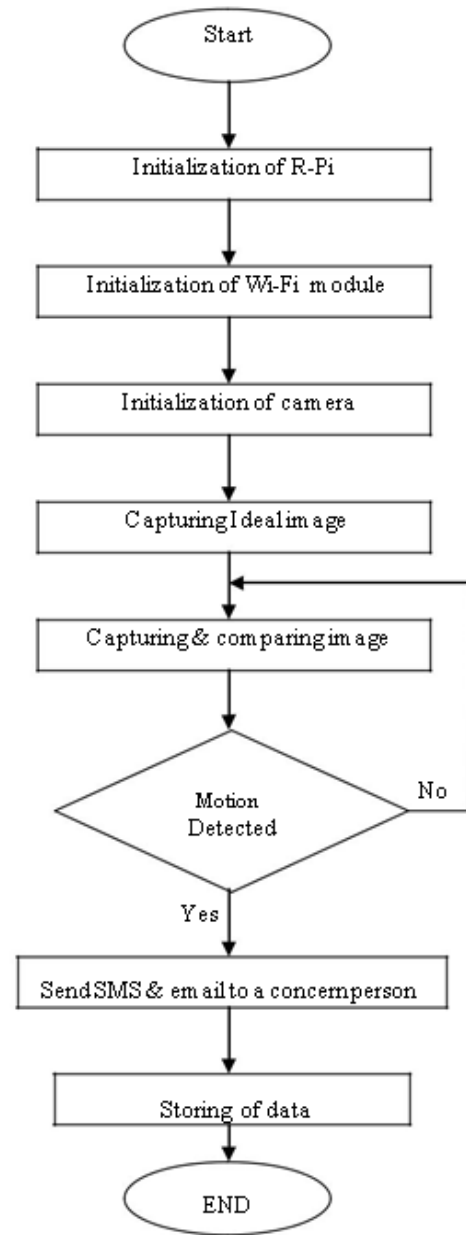 Start
Initialization of R-Pi
Initialization of Wi-Fi module
Initialization of camera
Capturing Ideal image
Capturing & comparing image
Motion
Detected
No
Yes
Send SMS & email to a concern person
Storing of data
END